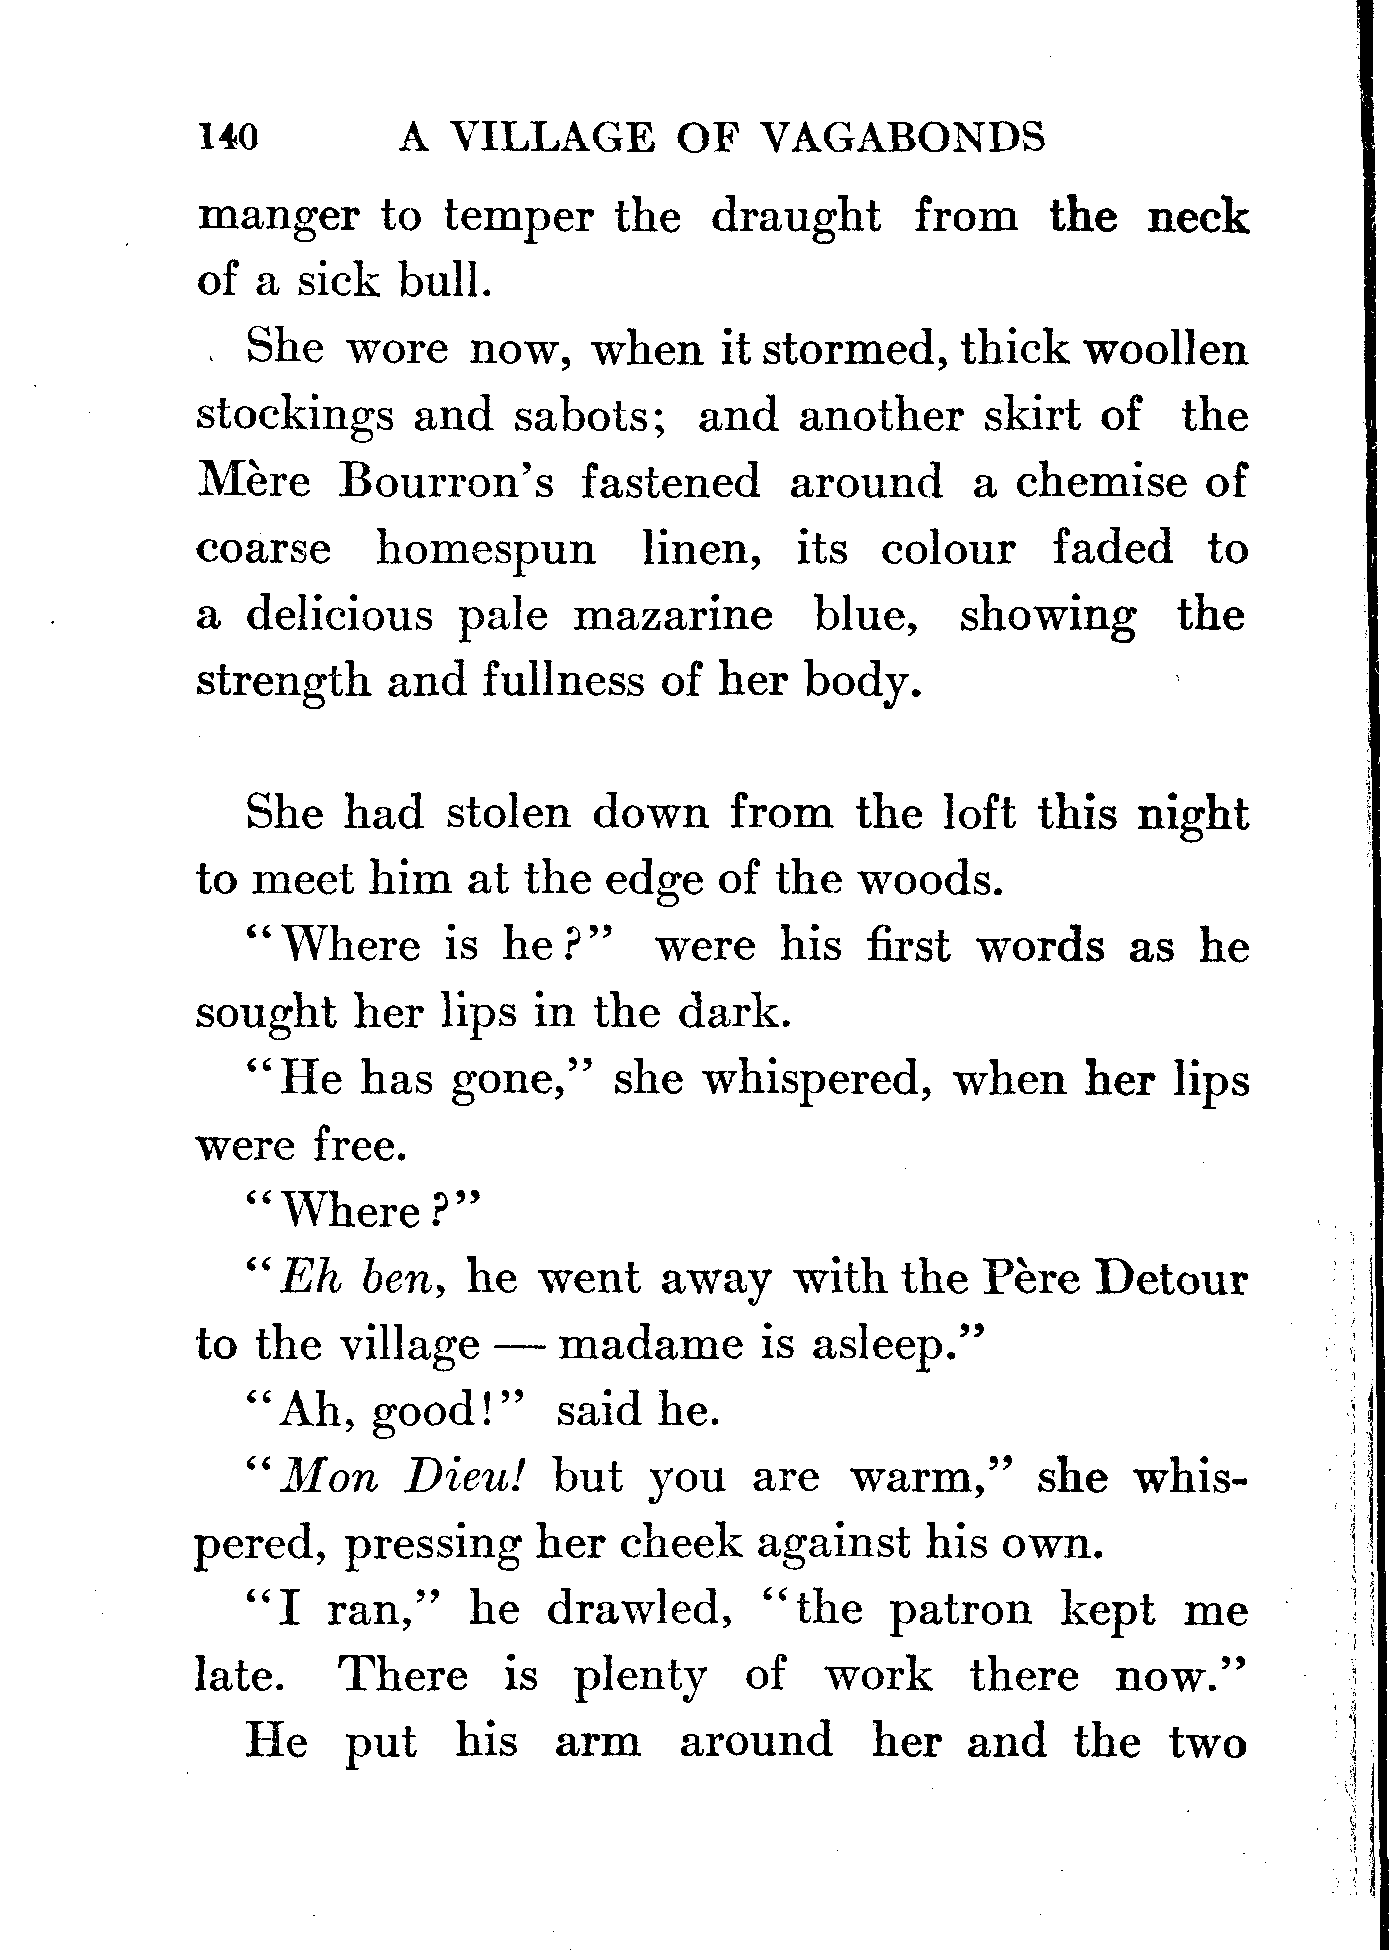 140 A VILLAGE OF VAGABONDS
manger to temper the draught from the neck
of a sick bull.
She wore now, when it stormed, thick woollen
stockings and sabots; and another skirt of the
Mère Bourron's fastened around a chemise of
coarse homespun linen, its colour faded to
a delicious pale mazarine blue, showing the
strength and fullness of her body.
She had stolen down from the loft this night
to meet him at the edge of the woods.
"Where is he?" were his first words as he
sought her lips in the dark.
"He has gone," she whispered, when her lips
were free.
"Where?"
"Eh ben, he went away with the Père Detour
to the village — madame is asleep."
"Ah, good!" said he.
"Mon Dieu! but you are warm," she whis-
pered, pressing her cheek against his own.
"I ran," he drawled, "the patron kept me
late. There is plenty of work there now."
He put his arm around her and the two